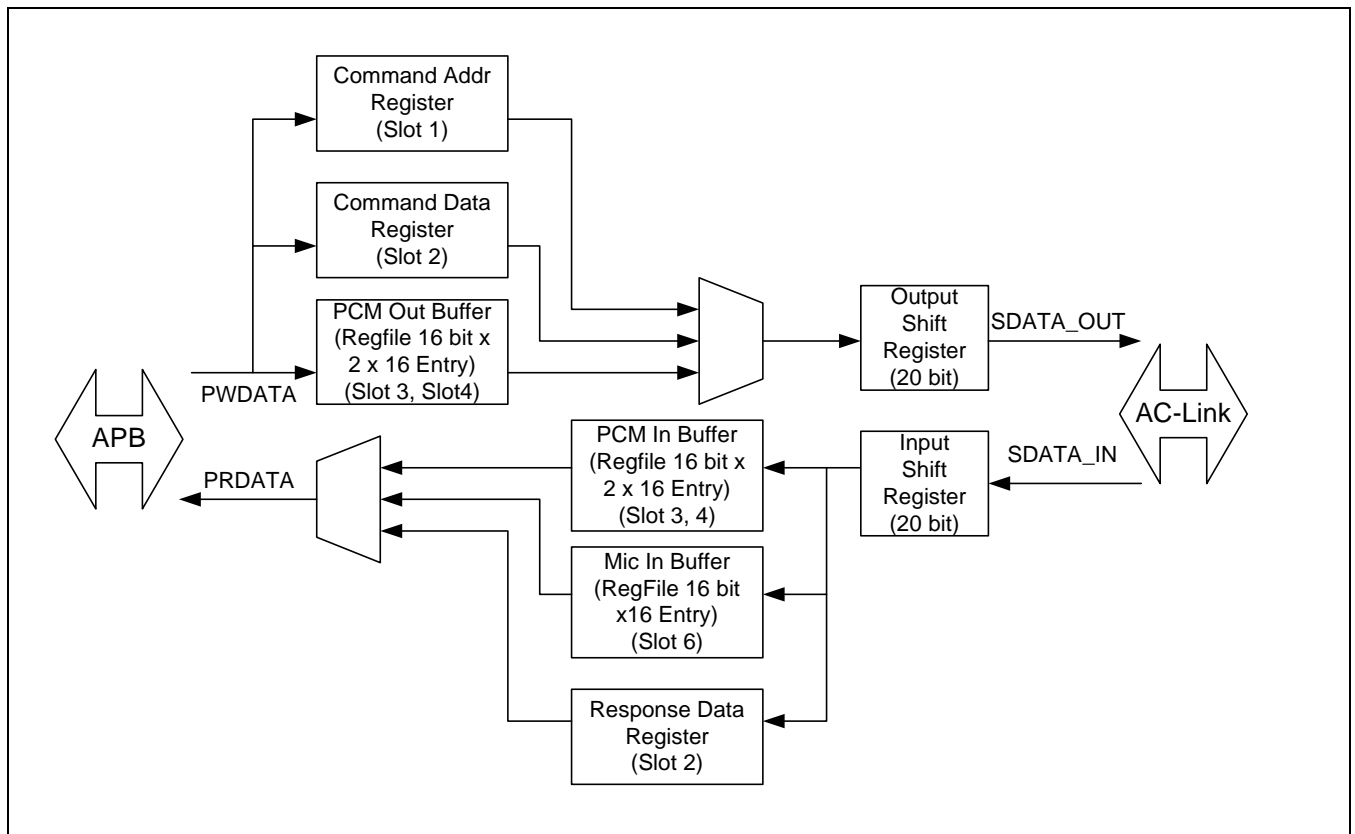 Command Addr
Register
(Slot 1)
Command Data
Register
(Slot 2)
PCM Out Buffer
(Regfile 16 bit x
2 x 16 Entry)
(Slot 3, Slot4)
PWDATA
Output
Shift
Register
(20 bit)
SDATA_OUT
APB
AC-Link
PRDATA
PCM In Buffer
(Regfile 16 bit x
2 x 16 Entry)
(Slot 3, 4)
Input
Shift
Register
(20 bit)
SDATA_IN
Mic In Buffer
(RegFile 16 bit
x16 Entry)
(Slot 6)
Response Data
Register
(Slot 2)